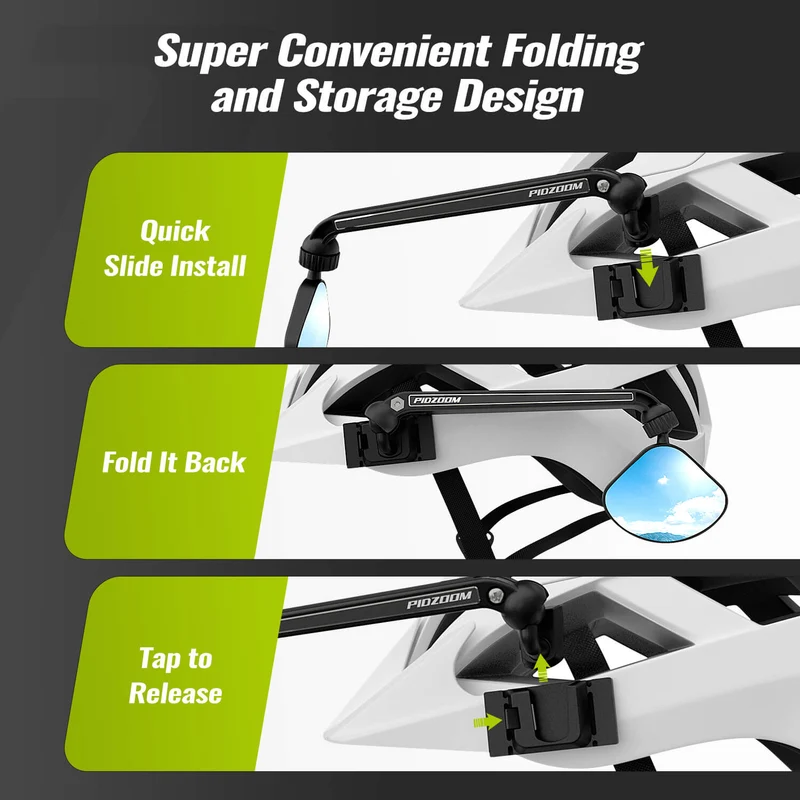 Super Convenient Folding
and Storage Design
Quick
Slide Install
PIDZOOM
Fold It Back
PIDZOOM
Tap to
Release
PIDZOOM